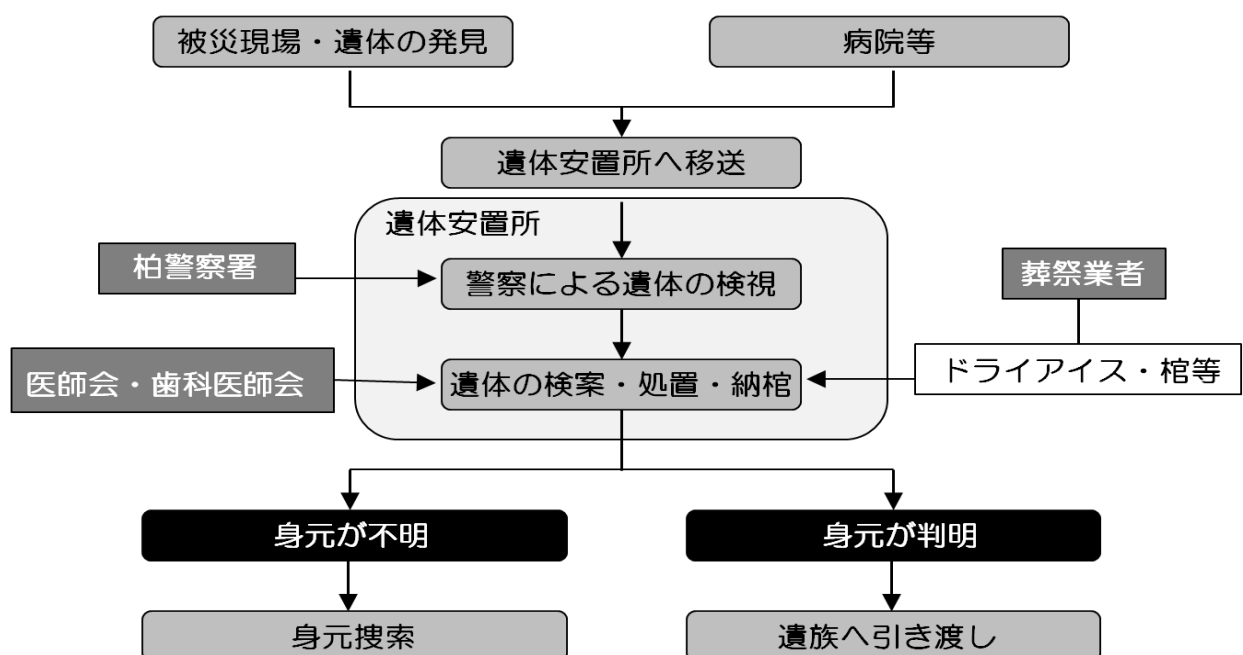 被災現場・遺体の発見
病院等
遺体安置所へ移送
遺体安置所
柏警察署
警察による遺体の検視
葬祭業者
医師会・歯科医師会
遺体の検案・処置・納棺
ドライアイス・棺等
身元が不明
身元が判明
身元捜索
遺族へ引き渡し